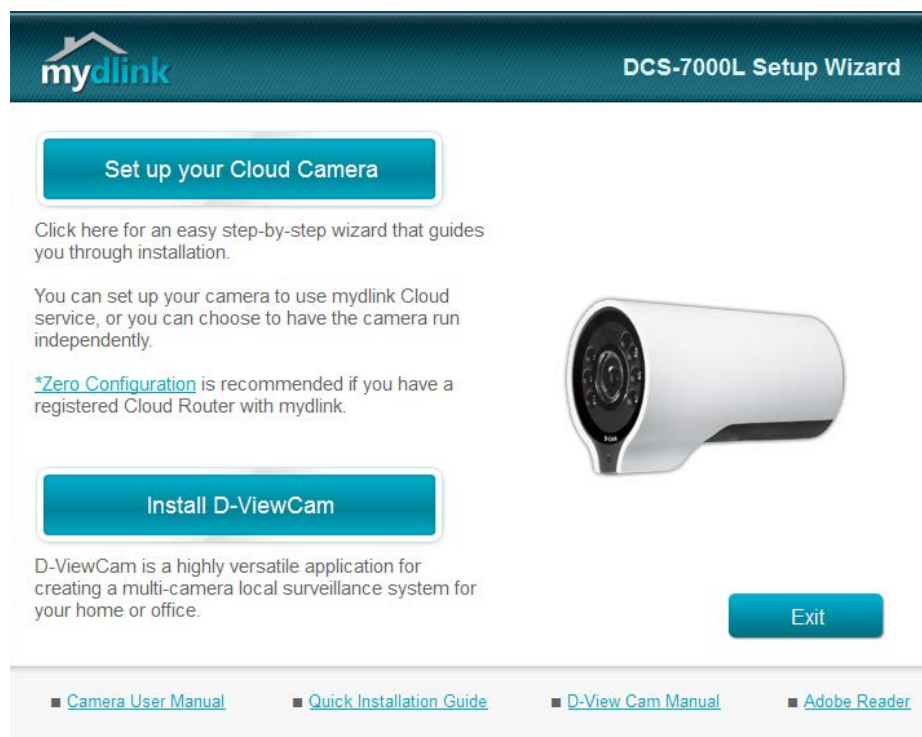 mydlink
DCS-7000L Setup Wizard
Set up your Cloud Camera
Click here for an easy step-by-step wizard that guides
you through installation.
You can set up your camera to use mydlink Cloud
service, or you can choose to have the camera run
independently.
*Zero Configuration is recommended if you have a
registered Cloud Router with mydlink.
D-Link
Install D-ViewCam
D-ViewCam is a highly versatile application for
creating a multi-camera local surveillance system for
your home or office.
Exit
Camera User Manual
Quick Installation Guide
D-View Cam Manual
Adobe Reader